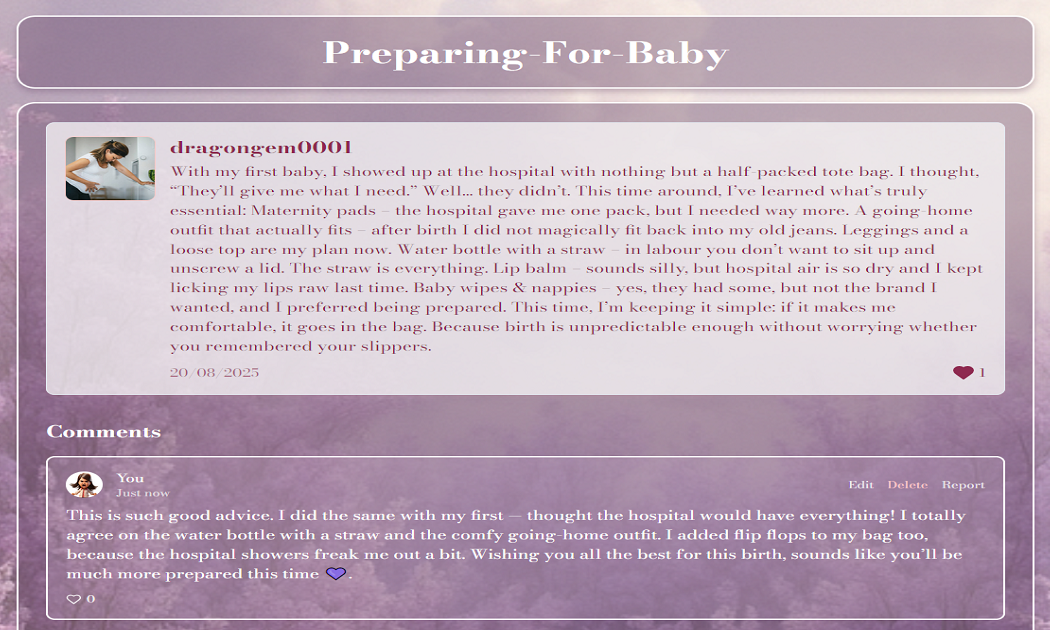 Preparing-For-Baby
dragongem0001
With my first baby, I showed up at the hospital with nothing but a half-packed tote bag. I thought,
“They’ll give me what I need.” Well... they didn’t. This time around, I’ve learned what’s truly
essential: Maternity pads – the hospital gave me one pack, but I needed way more. A going-home
outfit that actually fits – after birth I did not magically fit back into my old jeans. Leggings and a
loose top are my plan now. Water bottle with a straw – in labour you don’t want to sit up and
unscrew a lid. The straw is everything. Lip balm – sounds silly, but hospital air is so dry and I kept
licking my lips raw last time. Baby wipes & nappies – yes, they had some, but not the brand I
wanted, and I preferred being prepared. This time, I’m keeping it simple: if it makes me
comfortable, it goes in the bag. Because birth is unpredictable enough without worrying whether
you remembered your slippers.
20/08/2025
1
Comments
You
Just now
Edit Delete Report
This is such good advice. I did the same with my first — thought the hospital would have everything! I totally
agree on the water bottle with a straw and the comfy going-home outfit. I added flip flops to my bag too,
because the hospital showers freak me out a bit. Wishing you all the best for this birth, sounds like you’ll be
much more prepared this time 💜.
0